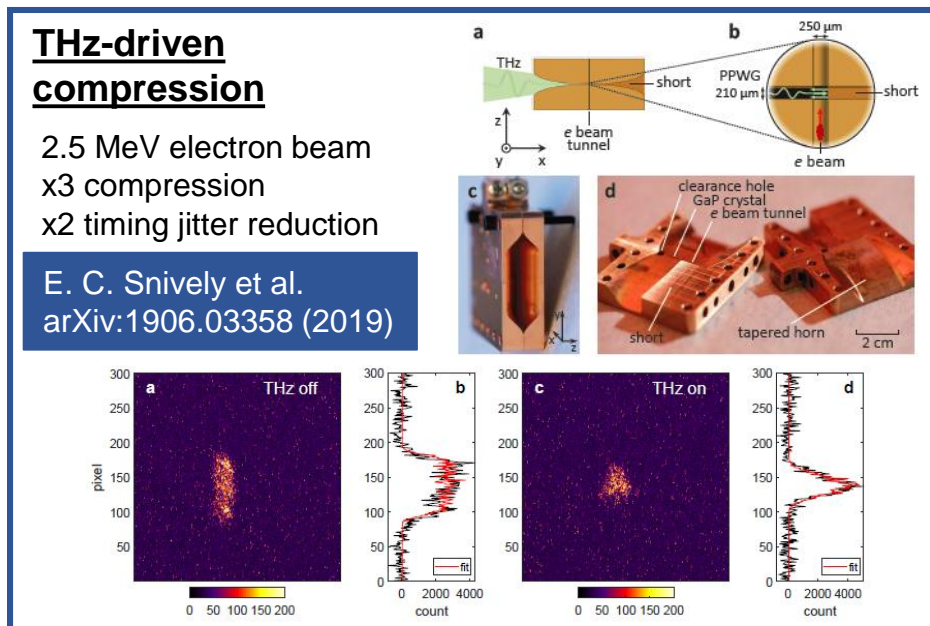 THz-driven
compression
2.5 MeV electron beam
x3 compression
x2 timing jitter reduction
E. C. Snively et al.
arXiv:1906.03358 (2019)
a
THz
short
z
y
x
e beam
tunnel
b
250 µm
PPWG
210 µm
short
e beam
c
y
x
z
d
clearance hole
GaP crystal
e beam tunnel
short
tapered horn
2 cm
a
THz off
300
250
200
150
100
50
pixel
0 50 100 150 200
b
300
250
200
150
100
50
0
fit
0 2000 4000
count
c
THz on
300
250
200
150
100
50
0 50 100 150 200
d
300
250
200
150
100
50
0
fit
0 2000 4000
count